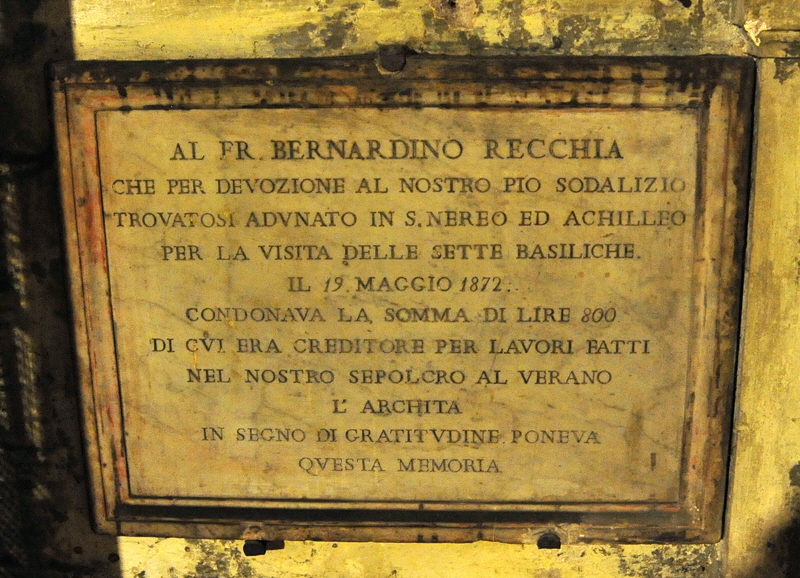 AL FR. BERNARDINO RECCHIA
CHE PER DEVOZIONE AL NOSTRO PIO SODALIZIO
TROVATOSI ADVNATO IN S. NEREO ED ACHILLEO
PER LA VISITA DELLE SETTE BASILICHE.
IL 19. MAGGIO 1872.
CONDONAVA LA SOMMA DI LIRE 800
DI CVI ERA CREDITORE PER LAVORI FATTI
NEL NOSTRO SEPOLCRO AL VERANO
L' ARCHITA
IN SEGNO DI GRATITVDINE PONEVA
QVESTA MEMORIA